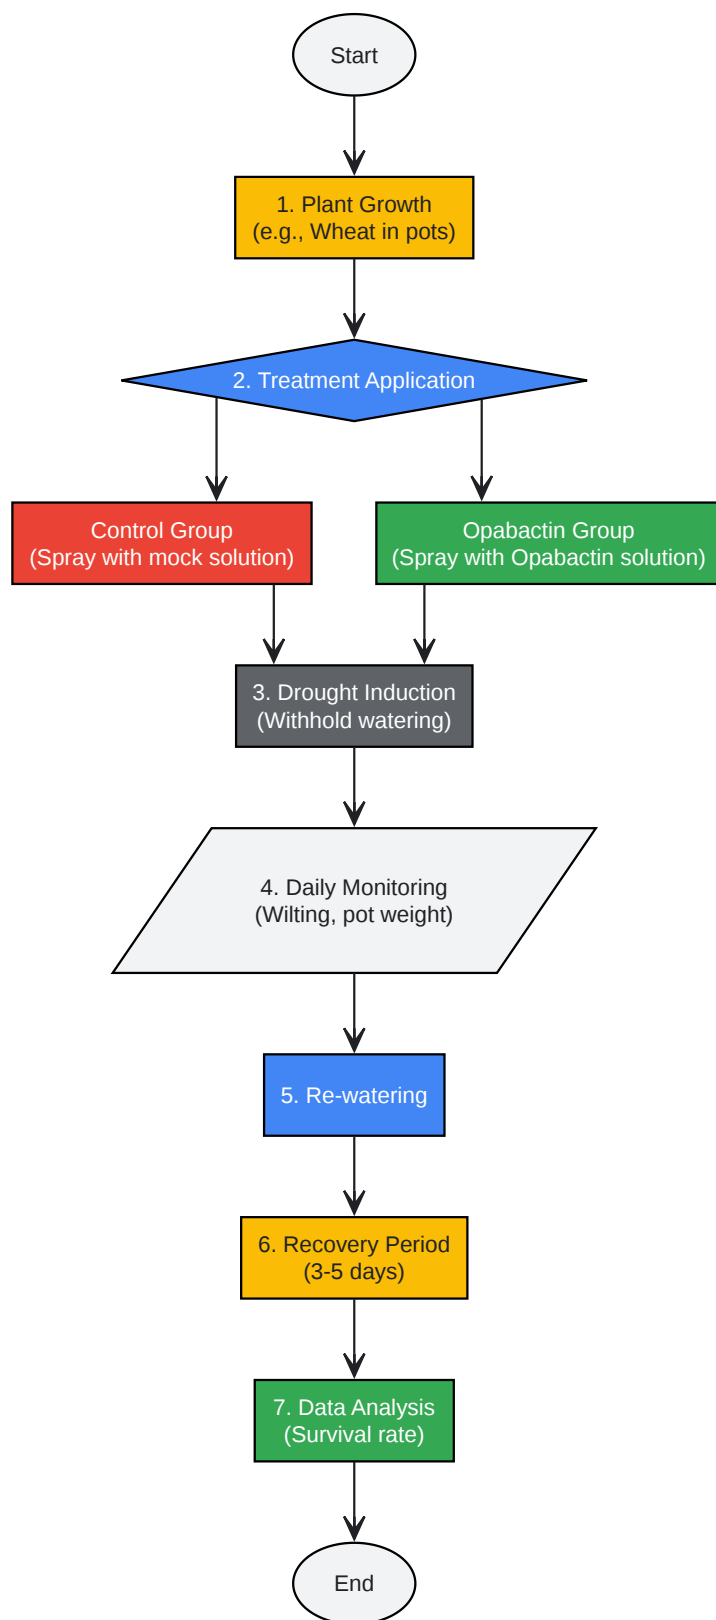 Start
1. Plant Growth
(e.g., Wheat in pots)
2. Treatment Application
Control Group
(Spray with mock solution)
Opabactin Group
(Spray with Opabactin solution)
3. Drought Induction
(Withhold watering)
4. Daily Monitoring
(Wilting, pot weight)
5. Re-watering
6. Recovery Period
(3-5 days)
7. Data Analysis
(Survival rate)
End